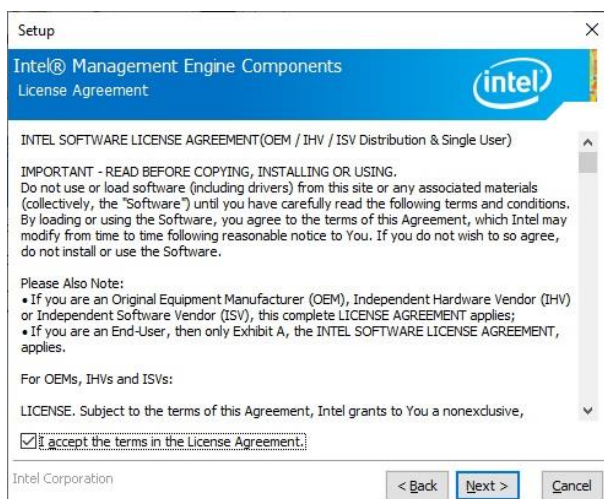 Setup
Intel® Management Engine Components
License Agreement
intel
INTEL SOFTWARE LICENSE AGREEMENT(OEM / IHV / ISV Distribution & Single User)
IMPORTANT - READ BEFORE COPYING, INSTALLING OR USING.
Do not use or load software (including drivers) from this site or any associated materials
(collectively, the "Software") until you have carefully read the following terms and conditions.
By loading or using the Software, you agree to the terms of this Agreement, which Intel may
modify from time to time following reasonable notice to You. If you do not wish to so agree,
do not install or use the Software.
Please Also Note:
• If you are an Original Equipment Manufacturer (OEM), Independent Hardware Vendor (IHV)
or Independent Software Vendor (ISV), this complete LICENSE AGREEMENT applies;
• If you are an End-User, then only Exhibit A, the INTEL SOFTWARE LICENSE AGREEMENT,
applies.
For OEMs, IHVs and ISVs:
LICENSE. Subject to the terms of this Agreement, Intel grants to You a nonexclusive,
I accept the terms in the License Agreement.
Intel Corporation
< Back Next > Cancel